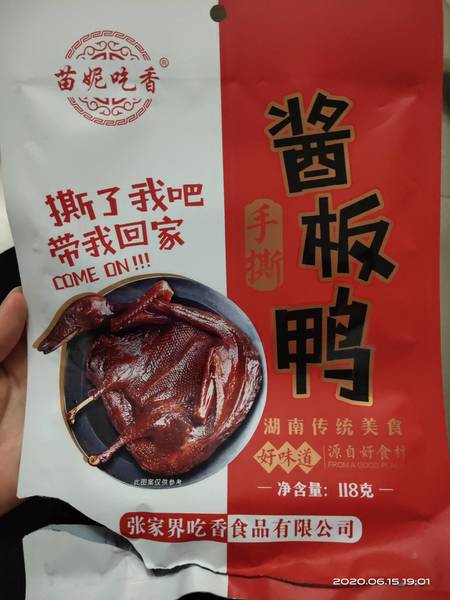 苗妮吃香
®
撕了我吧
带我回家
COME ON!!!
酱板鸭
手撕
湖南传统美食
好味道
源自好食材
FROM A GOOD PLACE
此图案仅供参考
净含量：118克
张家界吃香食品有限公司
2020.06.15 19:01